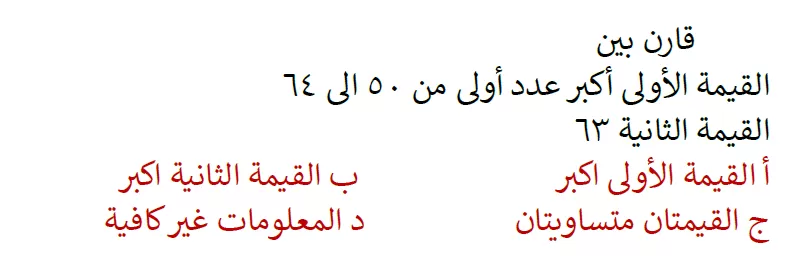 قارن بين
القيمة الأولى أكبر عدد أولى من ٥٠ الى ٦٤
القيمة الثانية ٦٣
أ القيمة الأولى اكبر ب القيمة الثانية اكبر
ج القيمتان متساويتان د المعلومات غير كافية